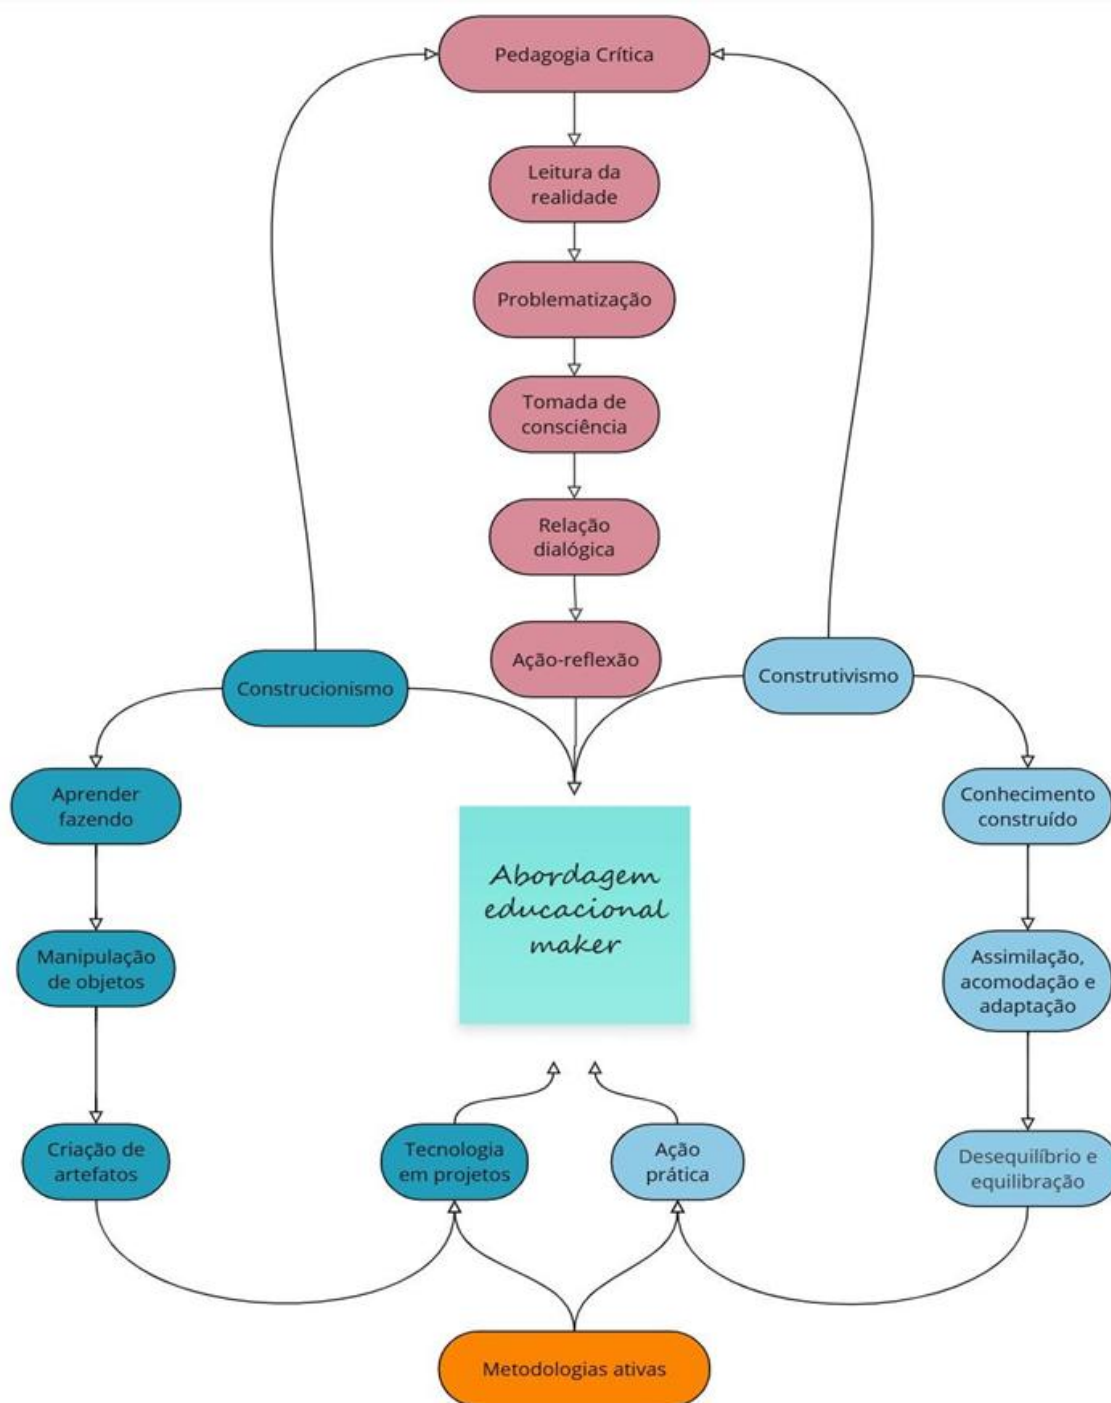 Pedagogia Crítica
Leitura da
realidade
Problematização
Tomada de
consciência
Relação
dialógica
Ação-reflexão
Construcionismo
Construtivismo
Aprender
fazendo
Conhecimento
construído
Abordagem
educacional
maker
Manipulação
de objetos
Assimilação,
acomodação e
adaptação
Criação de
artefatos
Tecnologia
em projetos
Ação
prática
Desequilíbrio e
equilibração
Metodologias ativas